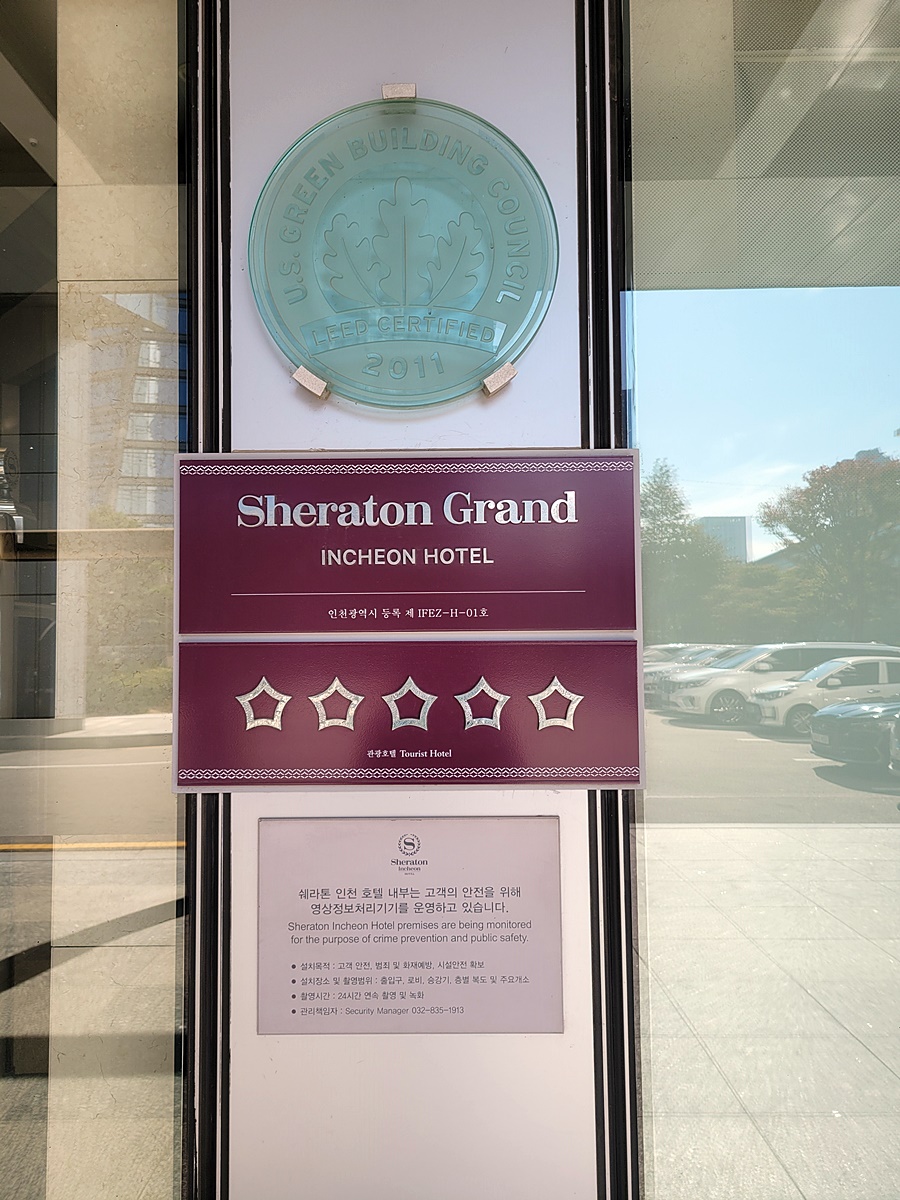 U.S. GREEN BUILDING COUNCIL
LEED CERTIFIED
2011
Sheraton Grand
INCHEON HOTEL
인천광역시 등록 제 IFEZ-H-01호
관광호텔 Tourist Hotel
S
Sheraton
Incheon
HOTEL
쉐라톤 인천 호텔 내부는 고객의 안전을 위해
영상정보처리기기를 운영하고 있습니다.
Sheraton Incheon Hotel premises are being monitored
for the purpose of crime prevention and public safety.
● 설치목적 : 고객 안전, 범죄 및 화재예방, 시설안전 확보
● 설치장소 및 촬영범위 : 출입구, 로비, 승강기, 층별 복도 및 주요개소
● 촬영시간 : 24시간 연속 촬영 및 녹화
● 관리책임자 : Security Manager 032-835-1913